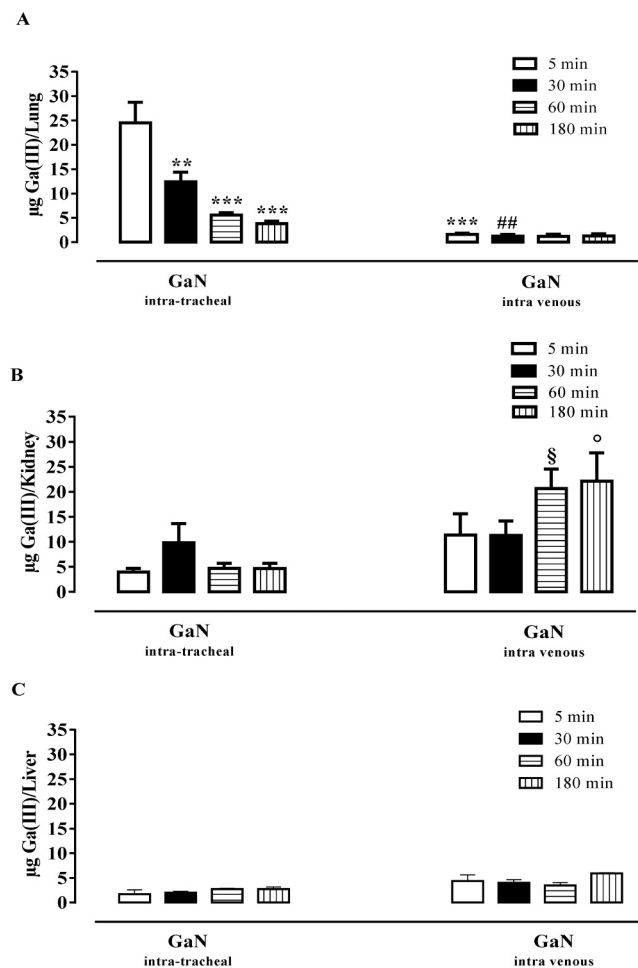 A
5 min
30 min
60 min
180 min
µg Ga(III)/Lung
35
30
25
20
15
10
5
0
**
***
***
***
##
GaN
intra-tracheal
GaN
intra venous
B
5 min
30 min
60 min
180 min
µg Ga(III)/Kidney
35
30
25
20
15
10
5
0
§
°
GaN
intra-tracheal
GaN
intra venous
C
5 min
30 min
60 min
180 min
µg Ga(III)/Liver
35
30
25
20
15
10
5
0
GaN
intra-tracheal
GaN
intra venous